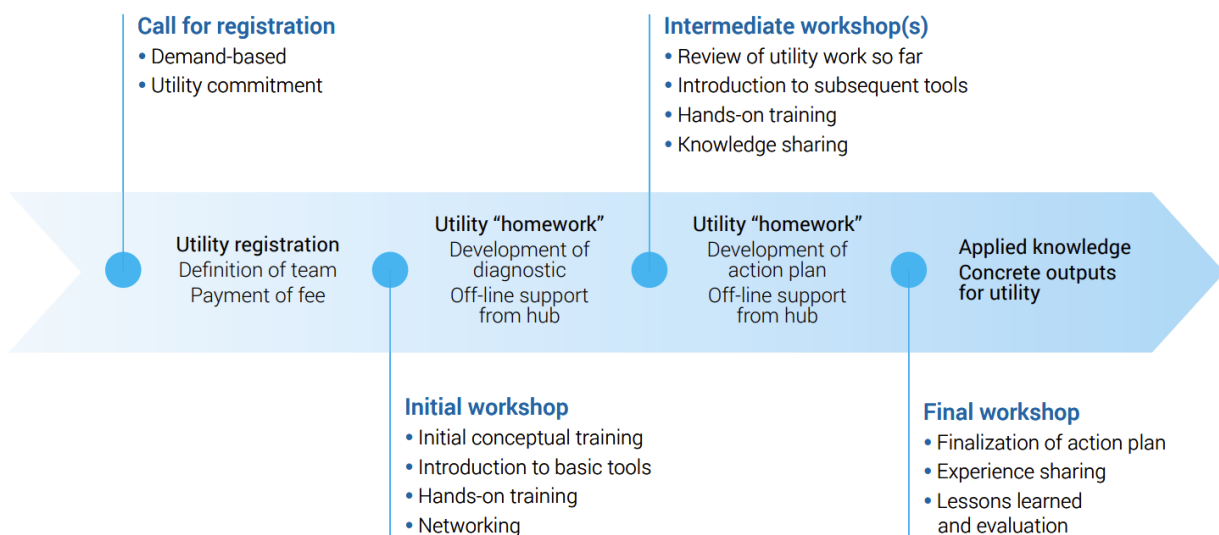 Call for registration
• Demand-based
• Utility commitment
Intermediate workshop(s)
• Review of utility work so far
• Introduction to subsequent tools
• Hands-on training
• Knowledge sharing
Utility registration
Definition of team
Payment of fee
Utility “homework”
Development of
diagnostic
Off-line support
from hub
Utility “homework”
Development of
action plan
Off-line support
from hub
Applied knowledge
Concrete outputs
for utility
Initial workshop
• Initial conceptual training
• Introduction to basic tools
• Hands-on training
• Networking
Final workshop
• Finalization of action plan
• Experience sharing
• Lessons learned
and evaluation